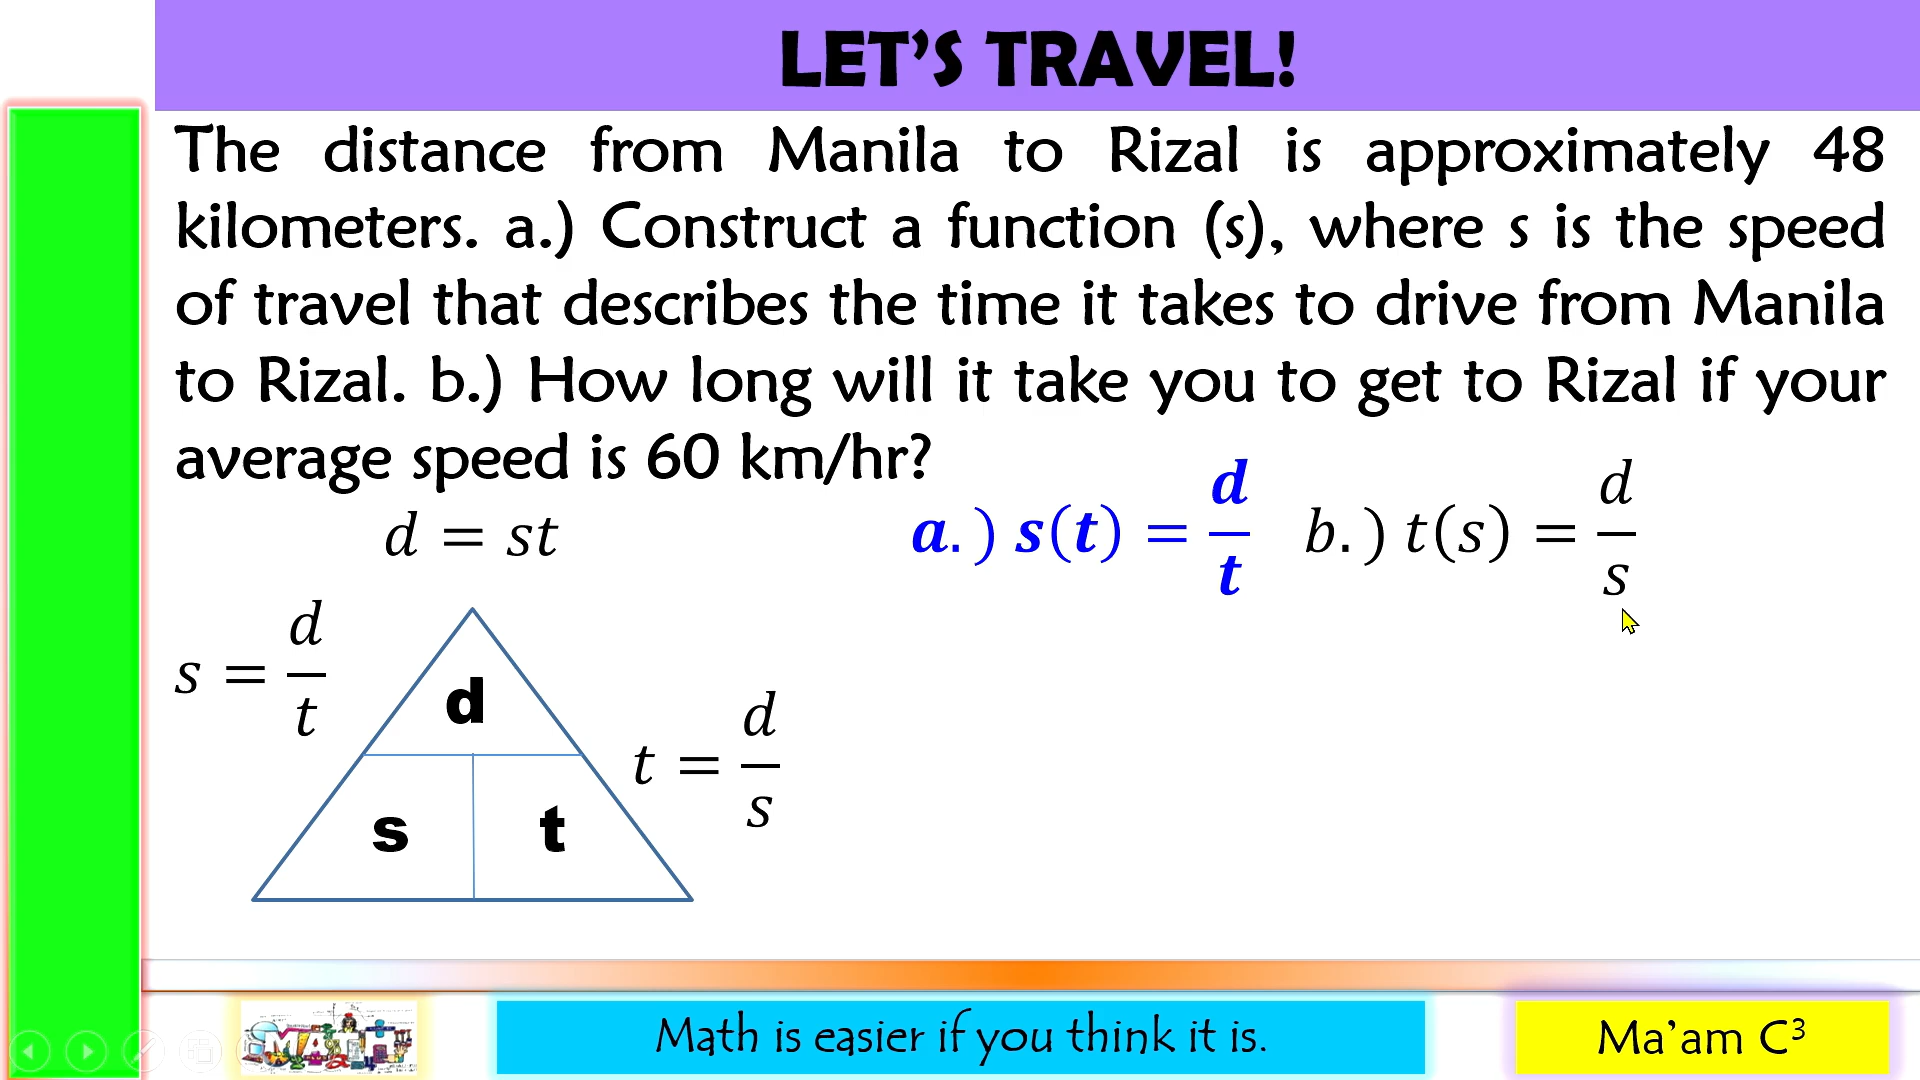 LET'S TRAVEL!
The distance from Manila to Rizal is approximately 48
kilometers. a.) Construct a function (s), where s is the speed
of travel that describes the time it takes to drive from Manila
to Rizal. b.) How long will it take you to get to Rizal if your
average speed is 60 km/hr?
d = st
a.) s(t) = d/t
b.) t(s) = d/s
s = d/t
d
s t
t = d/s
MATH
Math is easier if you think it is.
Ma'am C³